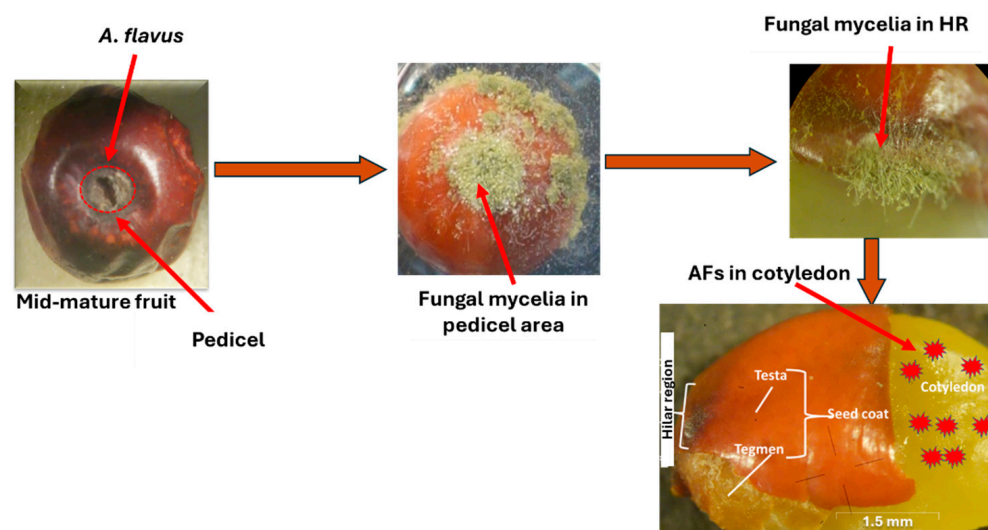 A. flavus
Mid-mature fruit
Pedicel
Fungal mycelia in
pedicel area
Fungal mycelia in HR
AFs in cotyledon
Hilar region
Testa
Tegmen
Seed coat
Cotyledon
1.5 mm